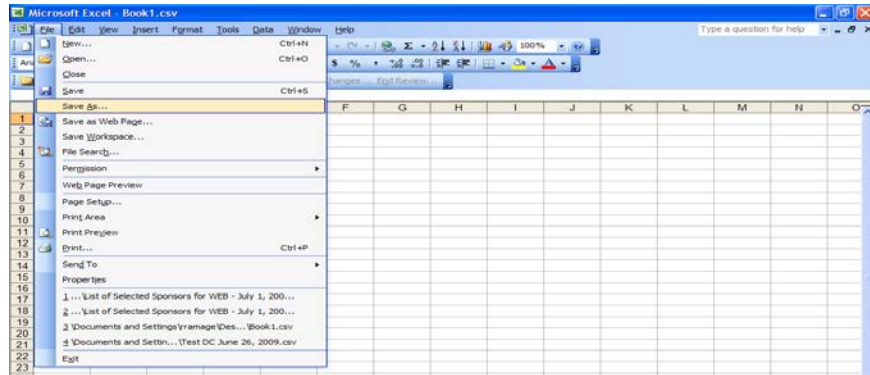 Microsoft Excel - Book1.csv
File Edit View Insert Format Tools Data Window Help Type a question for help
New... Ctrl+N
100%
Open... Ctrl+O
$ %
Close
End Review...
Save Ctrl+S
Save As...
F G H I J K L M N O
Save as Web Page...
Save Workspace...
File Search...
Permission
Web Page Preview
Page Setup...
Print Area
Print Preview
Print... Ctrl+P
Send To
Properties
1 ...\List of Selected Sponsors for WEB - July 1, 200...
2 ...\List of Selected Sponsors for WEB - July 1, 200...
3 \Documents and Settings\rramage\Des...\Book1.csv
4 \Documents and Settin...\Test DC June 26, 2009.csv
Exit
1
2
3
4
5
6
7
8
9
10
11
12
13
14
15
16
17
18
19
20
21
22
23